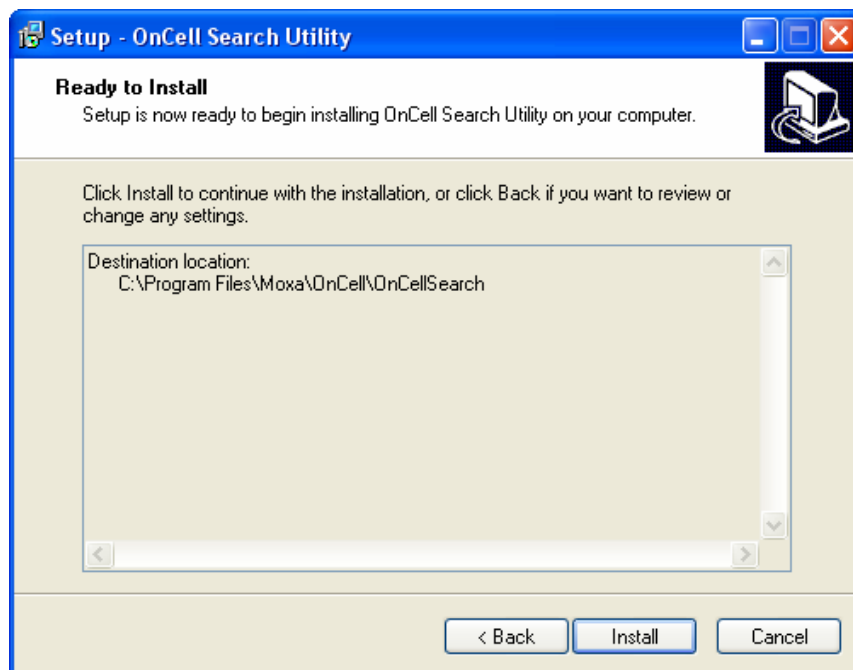 Setup - OnCell Search Utility
Ready to Install
Setup is now ready to begin installing OnCell Search Utility on your computer.
Click Install to continue with the installation, or click Back if you want to review or
change any settings.
Destination location:
C:\Program Files\Moxa\OnCell\OnCellSearch
< Back
Install
Cancel